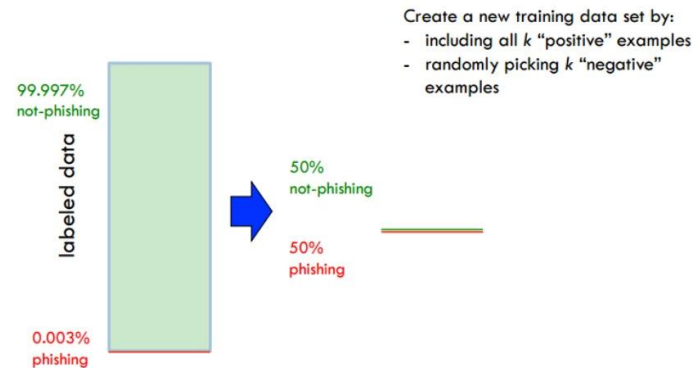 Create a new training data set by:
- including all k “positive” examples
- randomly picking k “negative”
examples
99.997%
not-phishing
labeled data
50%
not-phishing
50%
phishing
0.003%
phishing